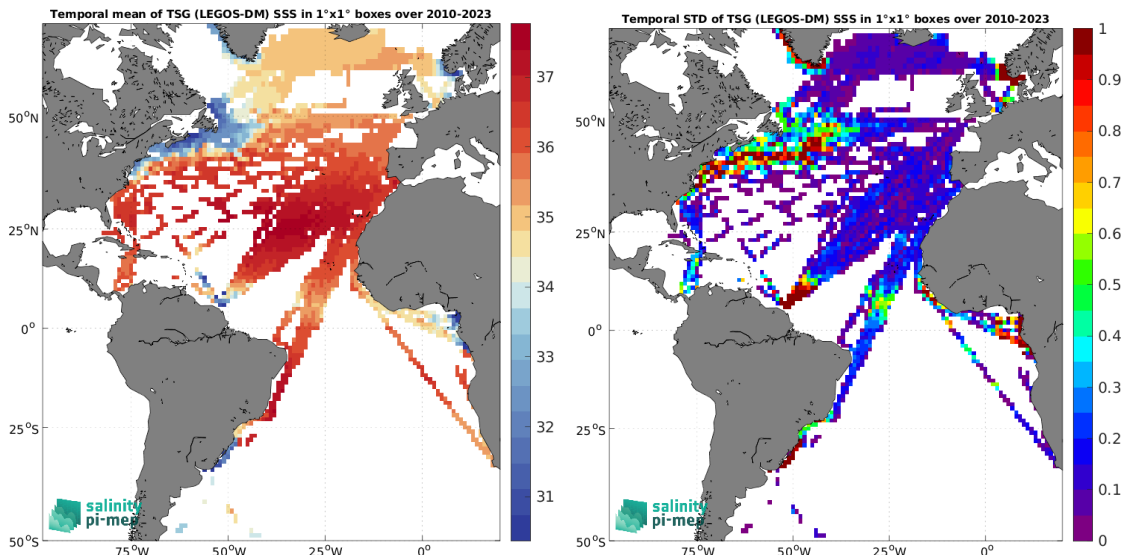 Temporal mean of TSG (LEGOS-DM) SSS in 1°x1° boxes over 2010-2023
50°N
25°N
0°
25°S
50°S
75°W
50°W
25°W
0°
37
36
35
34
33
32
31
salinity
pi-mep
Temporal STD of TSG (LEGOS-DM) SSS in 1°x1° boxes over 2010-2023
50°N
25°N
0°
25°S
50°S
75°W
50°W
25°W
0°
1
0.9
0.8
0.7
0.6
0.5
0.4
0.3
0.2
0.1
0
salinity
pi-mep